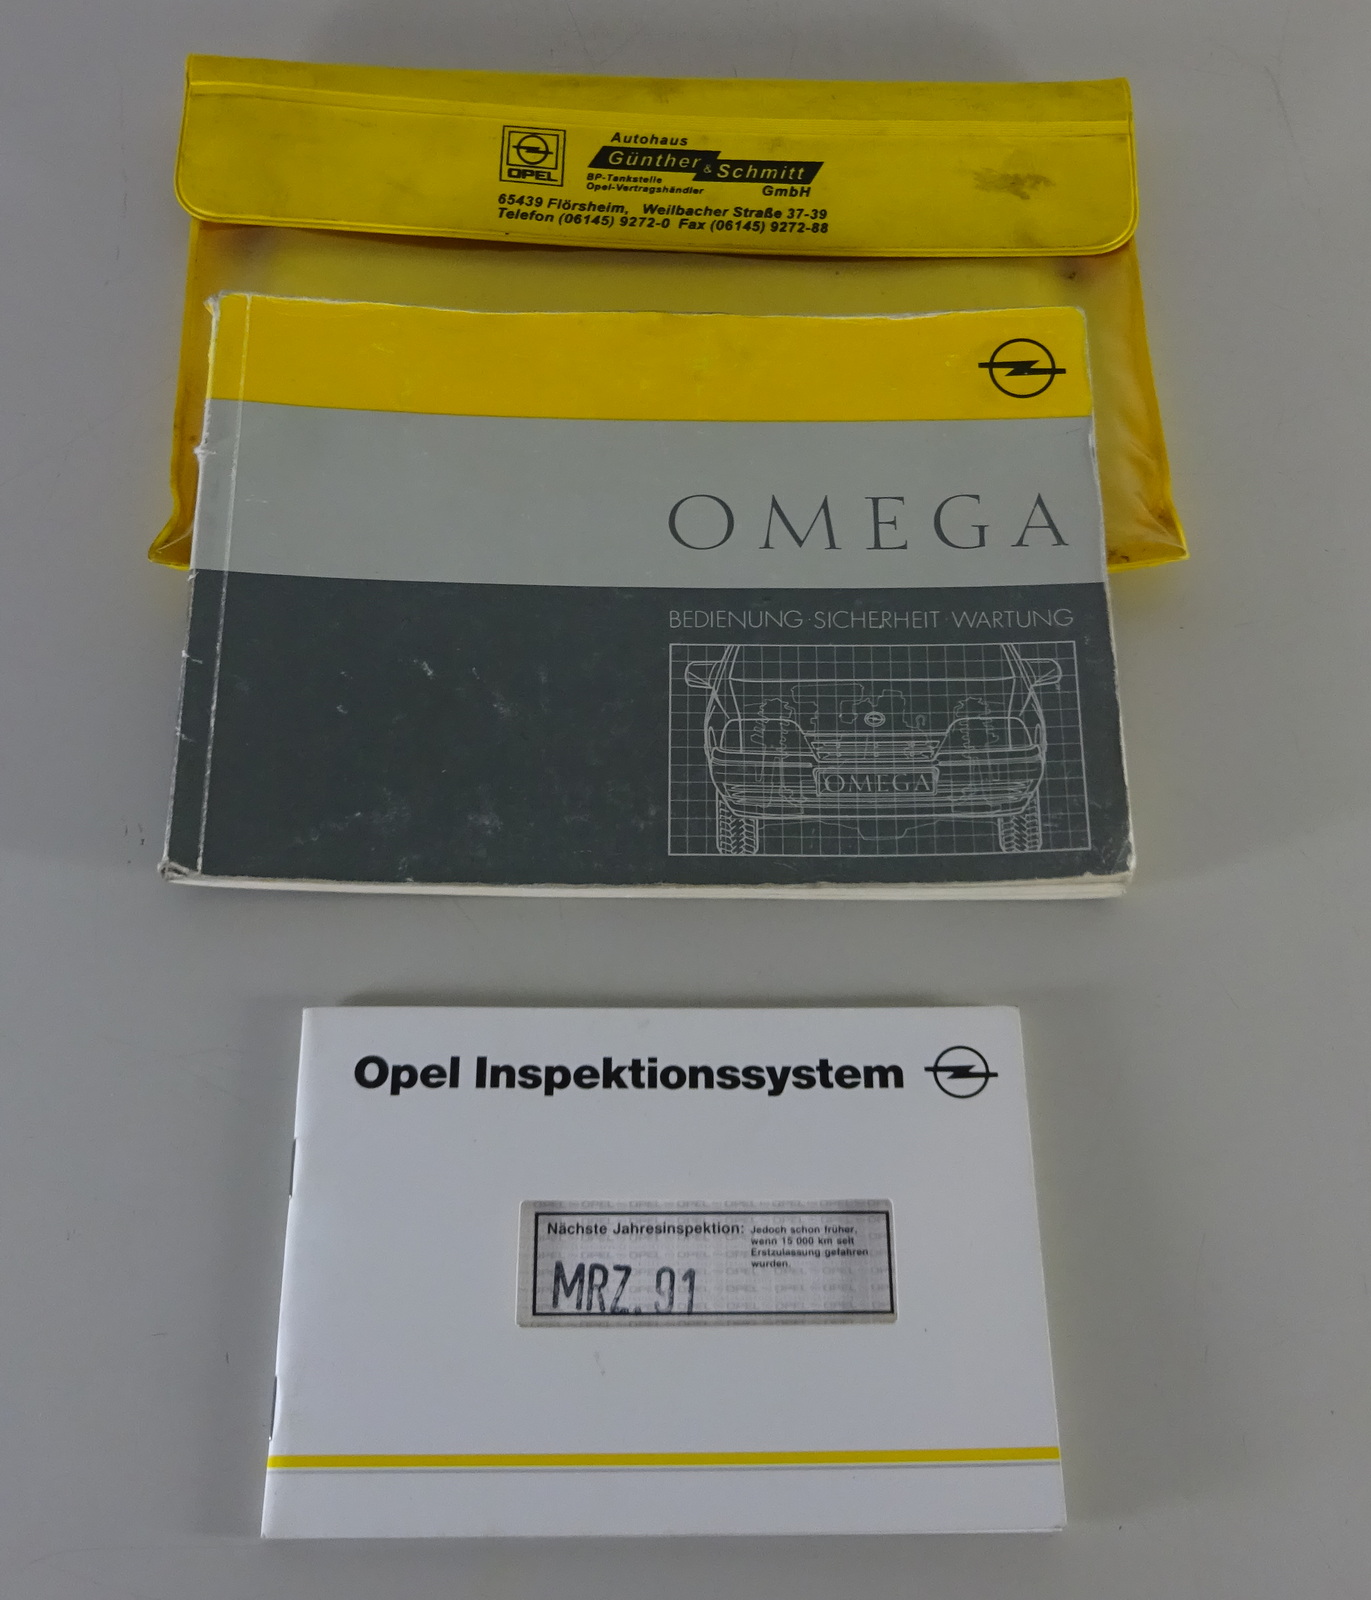 Autohaus
Günther & Schmitt
GmbH
BP-Tankstelle
Opel-Vertragshändler
OPEL
65439 Flörsheim, Weilbacher Straße 37-39
Telefon (06145) 9272-0 Fax (06145) 9272-88
OMEGA
BEDIENUNG·SICHERHEIT·WARTUNG
OMEGA
Opel Inspektionssystem
Nächste Jahresinspektion:
Jedoch schon früher,
wenn 15 000 km seit
Erstzulassung gefahren
wurden.
MRZ. 91